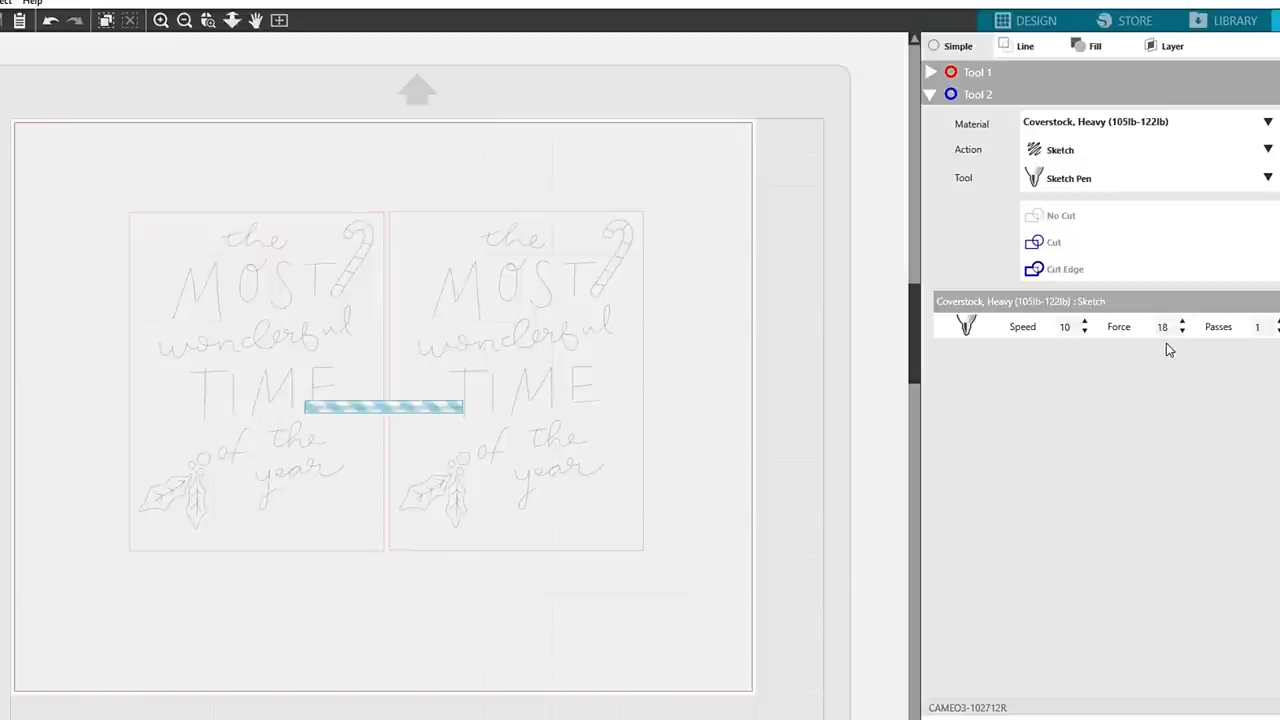 Help
DESIGN STORE LIBRARY
Simple Line Fill Layer
Tool 1
Tool 2
Material Coverstock, Heavy (105lb-122lb)
Action Sketch
Tool Sketch Pen
No Cut
Cut
Cut Edge
Coverstock, Heavy (105lb-122lb) : Sketch
Speed 10 Force 18 Passes 1
the
MOST
wonderful
TIME
of the
year
the
MOST
wonderful
TIME
of the
year
CAMEO3-102712R